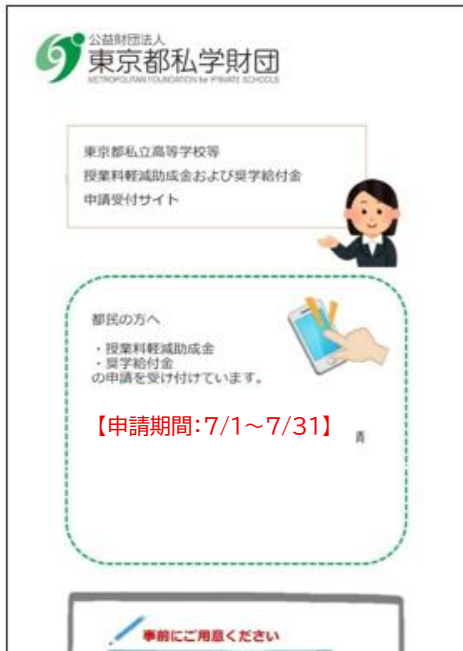 公益財団法人
東京都私学財団
METROPOLITAN FOUNDATION for PRIVATE SCHOOLS
東京都私立高等学校等
授業料軽減助成金および奨学給付金
申請受付サイト
都民の方へ
・授業料軽減助成金
・奨学給付金
の申請を受け付けています。
【申請期間：7/1～7/31】
事前にご用意ください